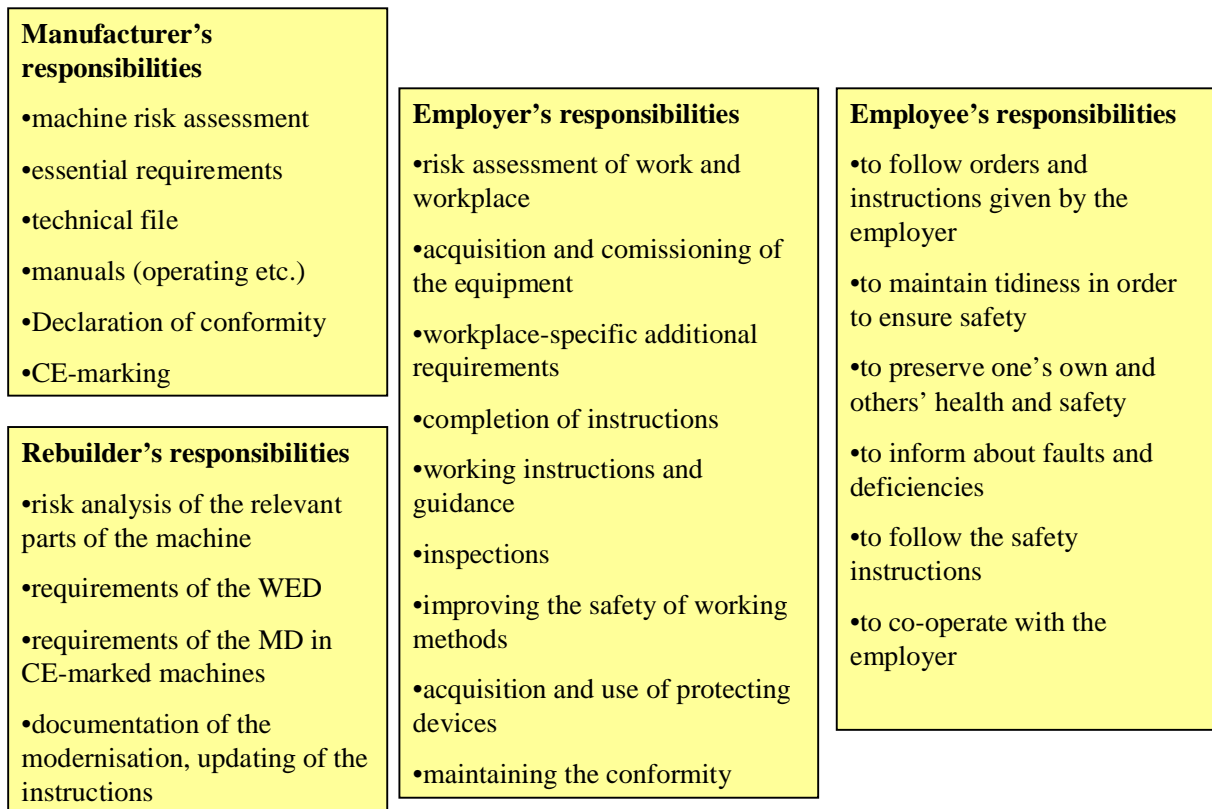 Manufacturer's
responsibilities
•machine risk assessment
•essential requirements
•technical file
•manuals (operating etc.)
•Declaration of conformity
•CE-marking
Rebuilder's responsibilities
•risk analysis of the relevant
parts of the machine
•requirements of the WED
•requirements of the MD in
CE-marked machines
•documentation of the
modernisation, updating of the
instructions
Employer's responsibilities
•risk assessment of work and
workplace
•acquisition and comissioning of
the equipment
•workplace-specific additional
requirements
•completion of instructions
•working instructions and
guidance
•inspections
•improving the safety of working
methods
•acquisition and use of protecting
devices
•maintaining the conformity
Employee's responsibilities
•to follow orders and
instructions given by the
employer
•to maintain tidiness in order
to ensure safety
•to preserve one's own and
others' health and safety
•to inform about faults and
deficiencies
•to follow the safety
instructions
•to co-operate with the
employer